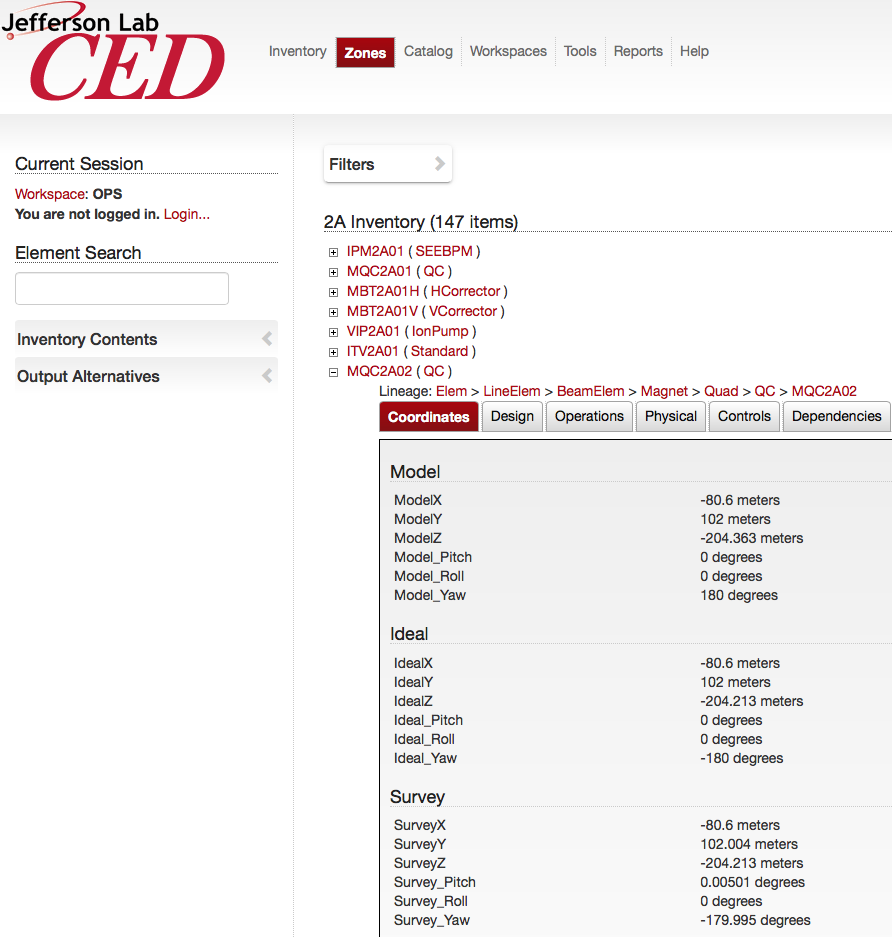 Jefferson Lab
CED
Inventory Zones Catalog Workspaces Tools Reports Help
Current Session
Workspace: OPS
You are not logged in. Login...
Element Search
Inventory Contents
Output Alternatives
Filters
2A Inventory (147 items)
IPM2A01 ( SEEBPM )
MQC2A01 ( QC )
MBT2A01H ( HCorrector )
MBT2A01V ( VCorrector )
VIP2A01 ( IonPump )
ITV2A01 ( Standard )
MQC2A02 ( QC )
Lineage: Elem > LineElem > BeamElem > Magnet > Quad > QC > MQC2A02
Coordinates Design Operations Physical Controls Dependencies
Model
ModelX -80.6 meters
ModelY 102 meters
ModelZ -204.363 meters
Model_Pitch 0 degrees
Model_Roll 0 degrees
Model_Yaw 180 degrees
Ideal
IdealX -80.6 meters
IdealY 102 meters
IdealZ -204.213 meters
Ideal_Pitch 0 degrees
Ideal_Roll 0 degrees
Ideal_Yaw -180 degrees
Survey
SurveyX -80.6 meters
SurveyY 102.004 meters
SurveyZ -204.213 meters
Survey_Pitch 0.00501 degrees
Survey_Roll 0 degrees
Survey_Yaw -179.995 degrees